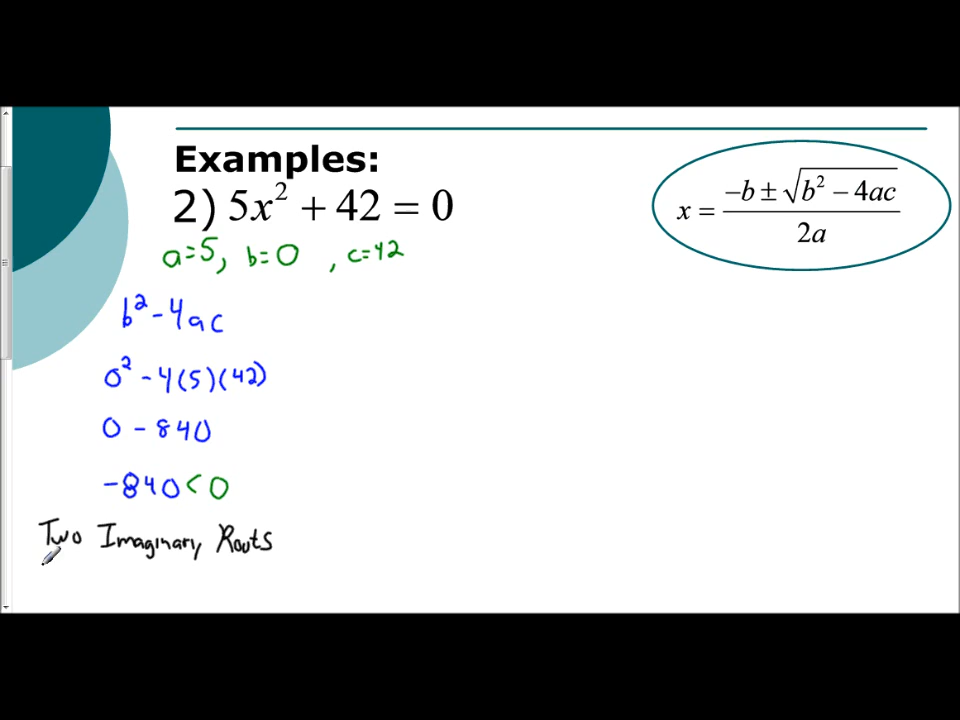 Examples:
2) 5x² + 42 = 0
x = (−b ± √(b² − 4ac)) / 2a
a=5, b=0 , c=42
b² - 4ac
0² - 4(5)(42)
0 - 840
-840 < 0
Two Imaginary Routs